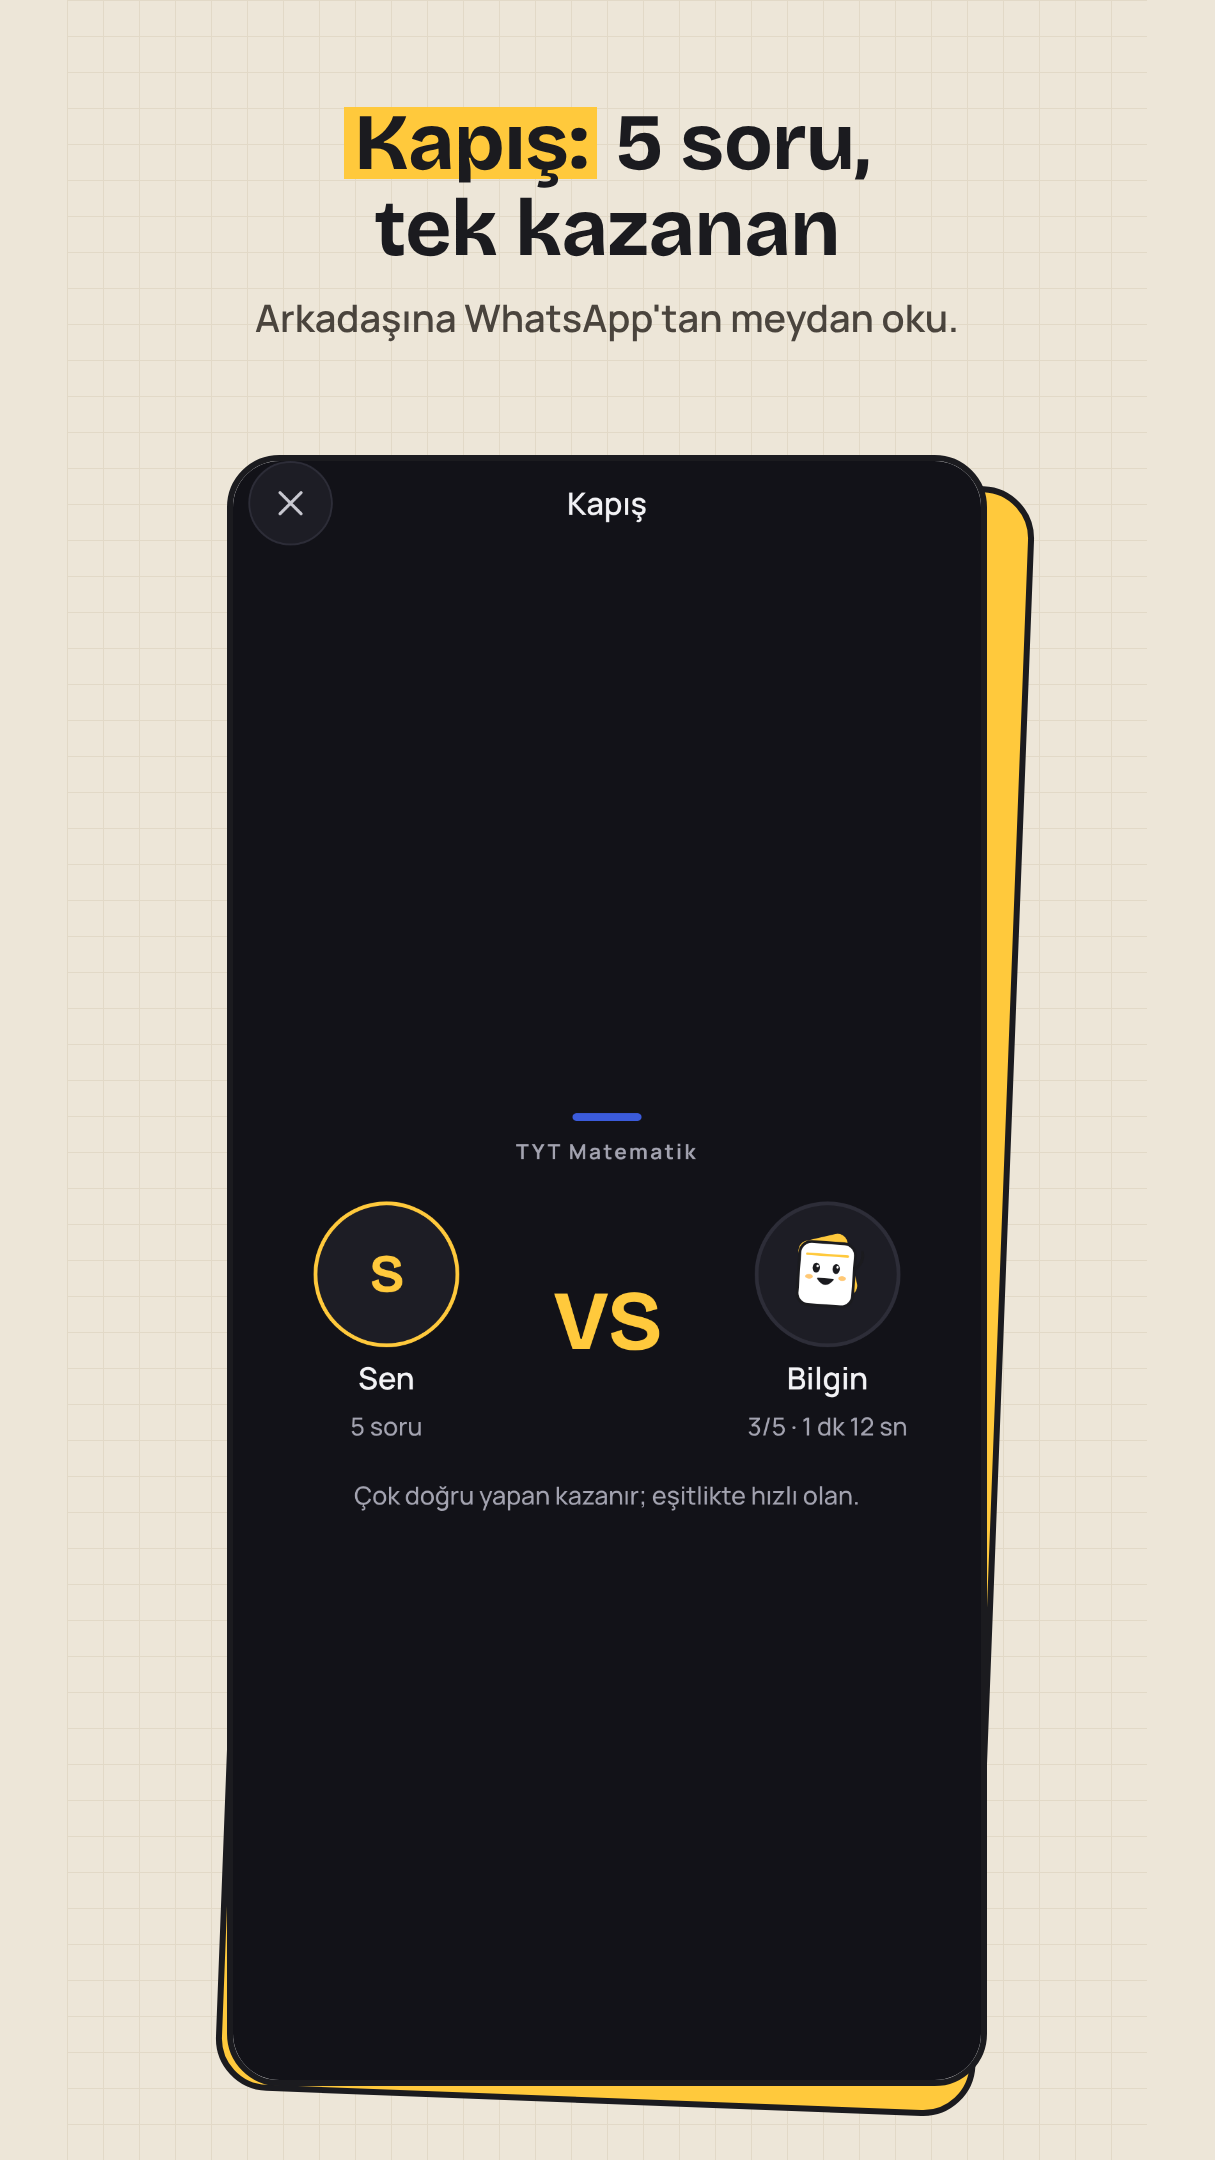 Kapış: 5 soru,
tek kazanan
Arkadaşına WhatsApp'tan meydan oku.
Kapış
TYT Matematik
S
VS
Sen
Bilgin
5 soru
3/5 · 1 dk 12 sn
Çok doğru yapan kazanır; eşitlikte hızlı olan.